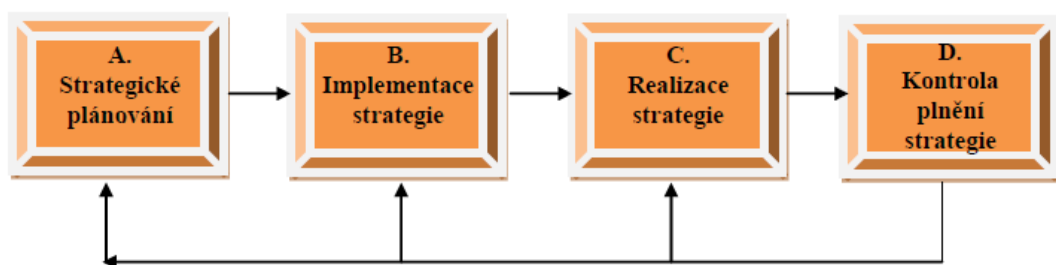 A.
Strategické
plánování
B.
Implementace
strategie
C.
Realizace
strategie
D.
Kontrola
plnění
strategie